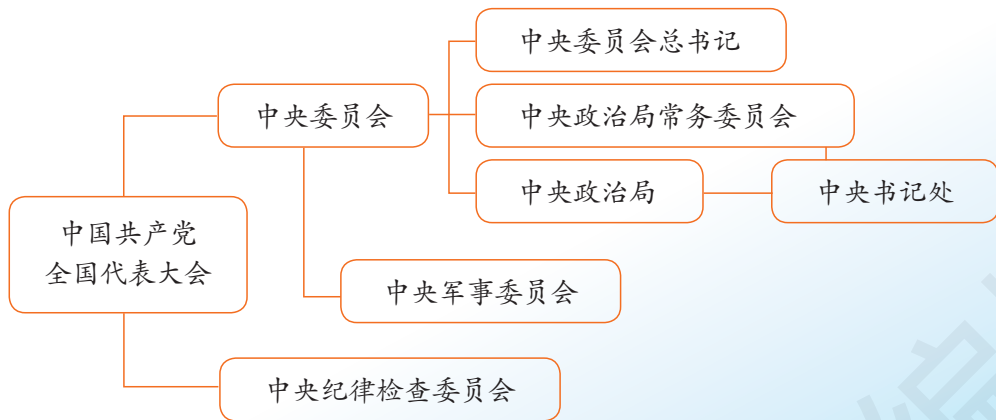 中央委员会总书记
中央委员会
中央政治局常务委员会
中央政治局
中央书记处
中国共产党
全国代表大会
中央军事委员会
中央纪律检查委员会